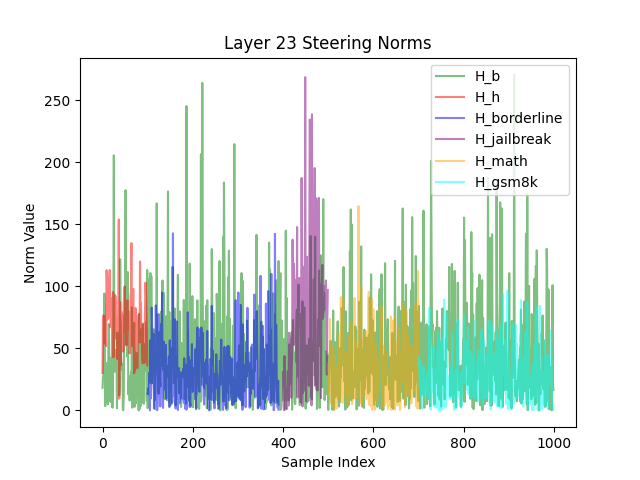 Layer 23 Steering Norms
H_b
H_h
H_borderline
H_jailbreak
H_math
H_gsm8k
250
200
150
100
50
0
Norm Value
0 200 400 600 800 1000
Sample Index